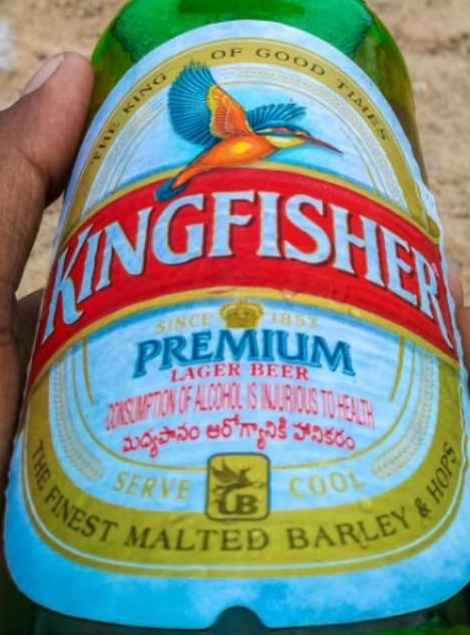 THE KING OF GOOD TIMES
KINGFISHER
SINCE 1857
PREMIUM
LAGER BEER
CONSUMPTION OF ALCOHOL IS INJURIOUS TO HEALTH
మద్యపానం ఆరోగ్యానికి హానికరం
SERVE COOL
UB
THE FINEST MALTED BARLEY & HOPS